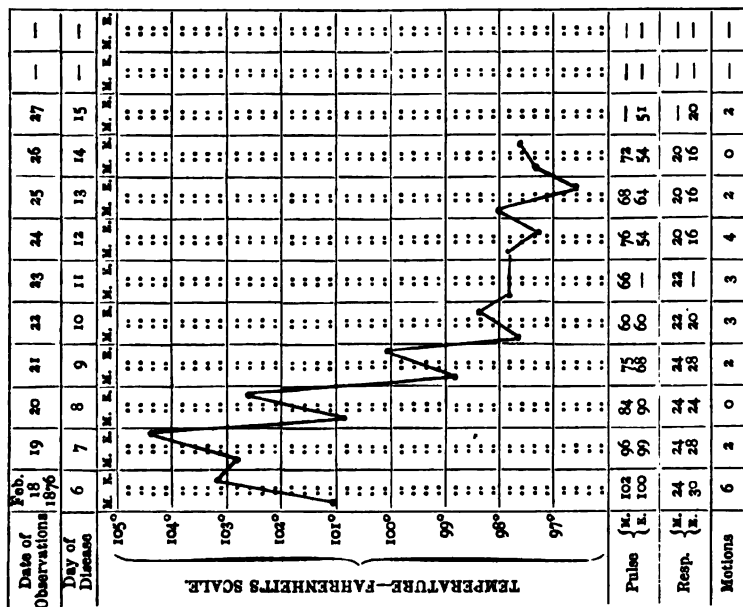 Date of Observations Feb. 18 1876 19 20 21 22 23 24 25 26 27 — —
Day of Disease 6 7 8 9 10 11 12 13 14 15 — —
M. E. M. E. M. E. M. E. M. E. M. E. M. E. M. E. M. E. M. E. M. E. M. E.
TEMPERATURE—FAHRENHEIT'S SCALE.
105°
104°
103°
102°
101°
100°
99°
98°
97°
Pulse { M. 102 96 84 75 60 66 76 68 72 — — —
E. 100 99 90 68 60 — 54 64 54 51 — —
Resp. { M. 24 24 24 24 22 22 20 20 20 — — —
E. 30 28 24 28 20 — 16 16 16 20 — —
Motions 6 2 0 2 3 3 4 2 0 2 — —